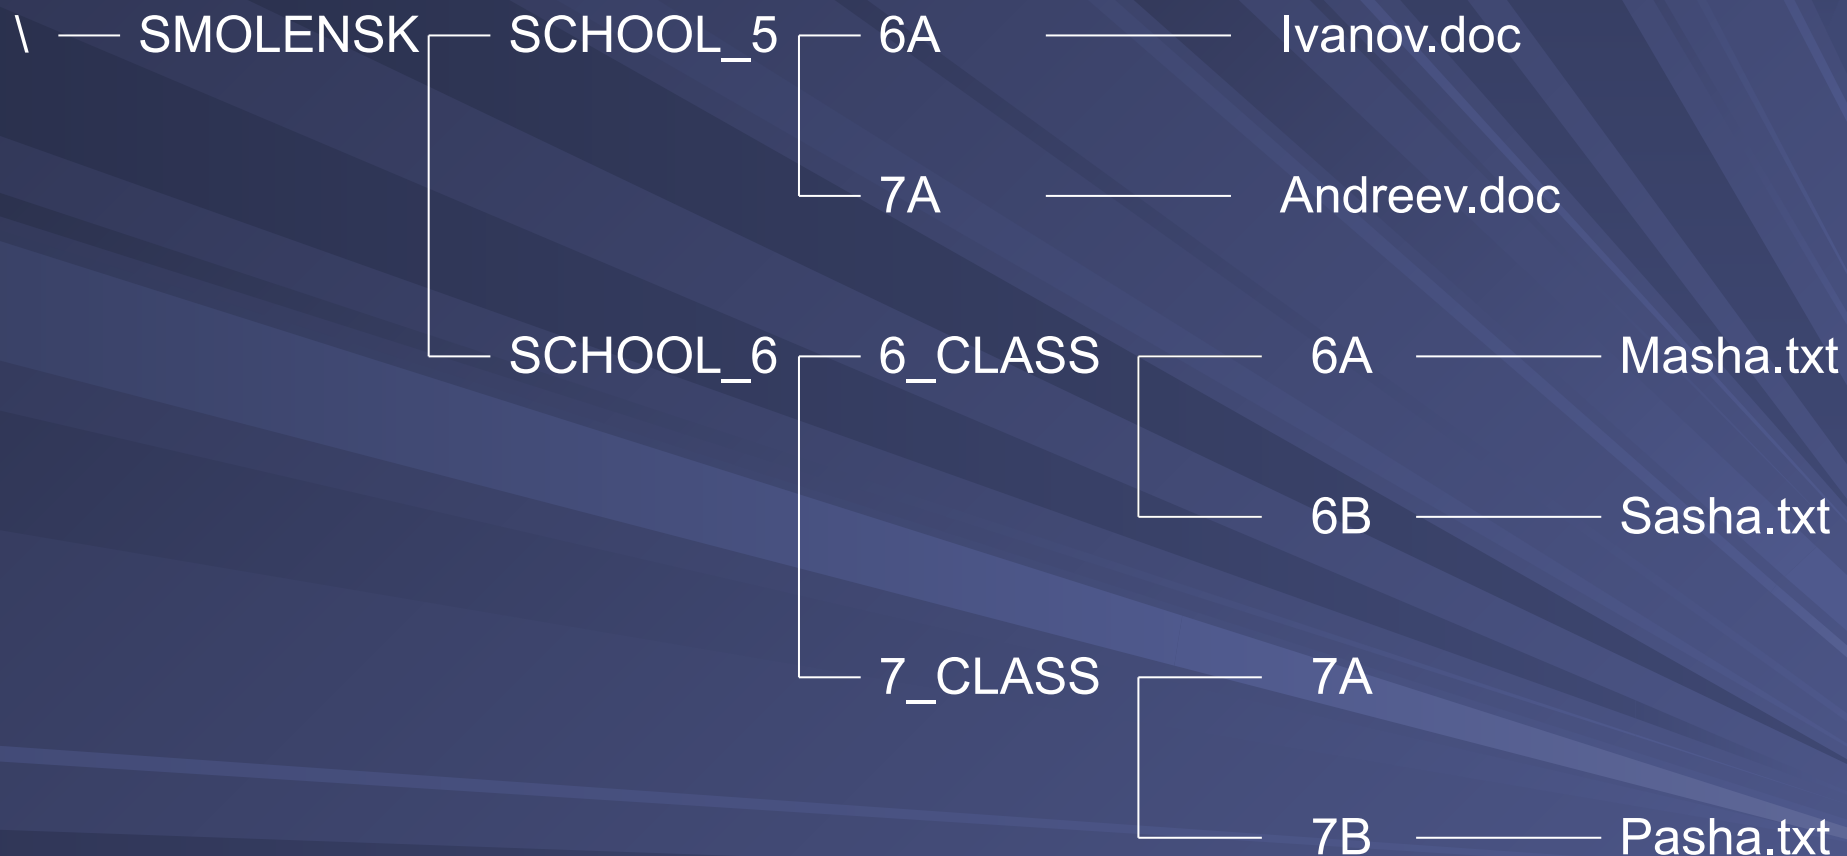 \ SMOLENSK SCHOOL_5 6A Ivanov.doc
7A Andreev.doc
SCHOOL_6 6_CLASS 6A Masha.txt
6B Sasha.txt
7_CLASS 7A
7B Pasha.txt